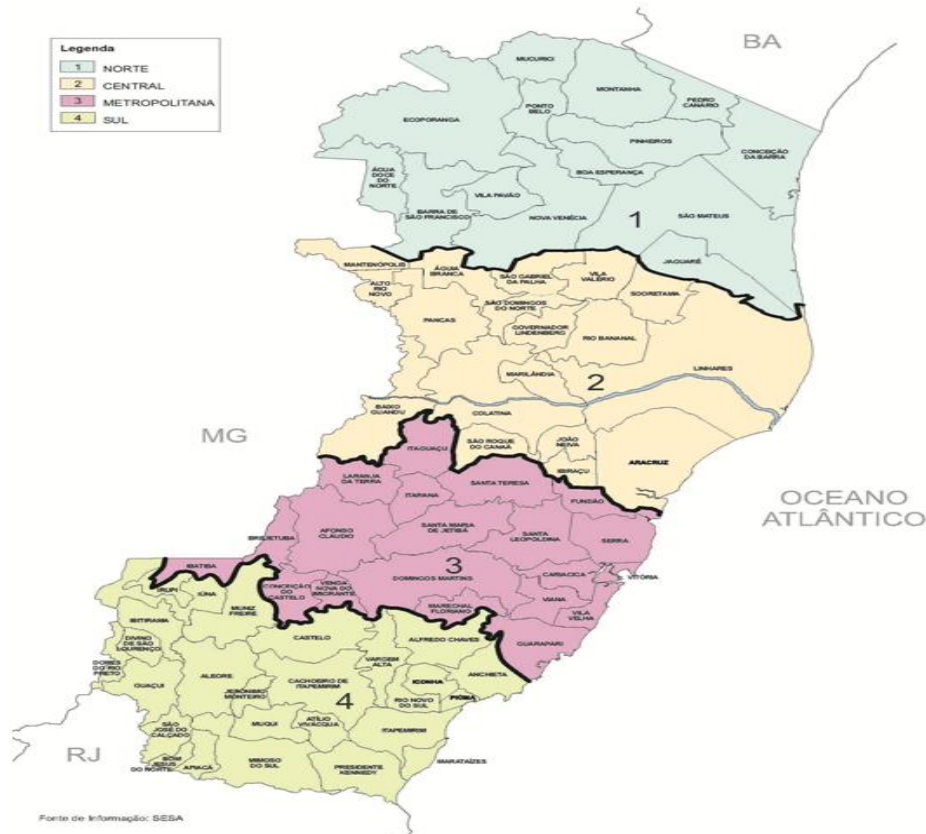 BA
Legenda
1 NORTE
2 CENTRAL
3 METROPOLITANA
4 SUL
MUCURICI
MONTANHA
PEDRO
CANÁRIO
PONTO
BELO
ECOPORANGA
PINHEIROS
CONCEIÇÃO
DA BARRA
ÁGUA
DOCE DO
NORTE
BOA ESPERANÇA
VILA PAVÃO
BARRA DE
SÃO FRANCISCO
NOVA VENÉCIA
1
SÃO MATEUS
JAGUARÉ
MANTENÓPOLIS
ÁGUIA
BRANCA
SÃO GABRIEL
DA PALHA
VILA
VALÉRIO
ALTO
RIO
NOVO
SOORETAMA
SÃO DOMINGOS
DO NORTE
PANCAS
GOVERNADOR
LINDENBERG
RIO BANANAL
LINHARES
MARILÂNDIA
2
BAIXO
GUANDU
COLATINA
MG
SÃO ROQUE
DO CANAÃ
JOÃO
NEIVA
ITAGUAÇU
IBIRAÇU
ARACRUZ
LARANJA
DA TERRA
SANTA TERESA
ITARANA
FUNDÃO
OCEANO
ATLÂNTICO
AFONSO
CLAUDIO
SANTA MARIA
DE JETIBÁ
SANTA
LEOPOLDINA
SERRA
BREJETUBA
3
IBATIBA
CARIACICA
VITÓRIA
DOMINGOS MARTINS
CONCEIÇÃO
DO
CASTELO
VENDA
NOVA DO
IMIGRANTE
VIANA
IRUPI
IÚNA
MUNIZ
FREIRE
MARECHAL
FLORIANO
VILA
VELHA
IBITIRAMA
GUARAPARI
CASTELO
ALFREDO CHAVES
DIVINO
DE SÃO
LOURENÇO
VARGEM
ALTA
DORES
DO RIO
PRETO
ANCHIETA
ALEGRE
CACHOEIRO DE
ITAPEMIRIM
ICONHA
GUAÇUÍ
JERÔNIMO
MONTEIRO
4
RIO NOVO
DO SUL
PIÚMA
SÃO
JOSÉ DO
CALÇADO
MUQUI
ATÍLIO
VIVÁCQUA
ITAPEMIRIM
RJ
BOM
JESUS
DO NORTE
APIACÁ
MIMOSO
DO SUL
PRESIDENTE
KENNEDY
MARATAÍZES
Fonte de Informação: SESA